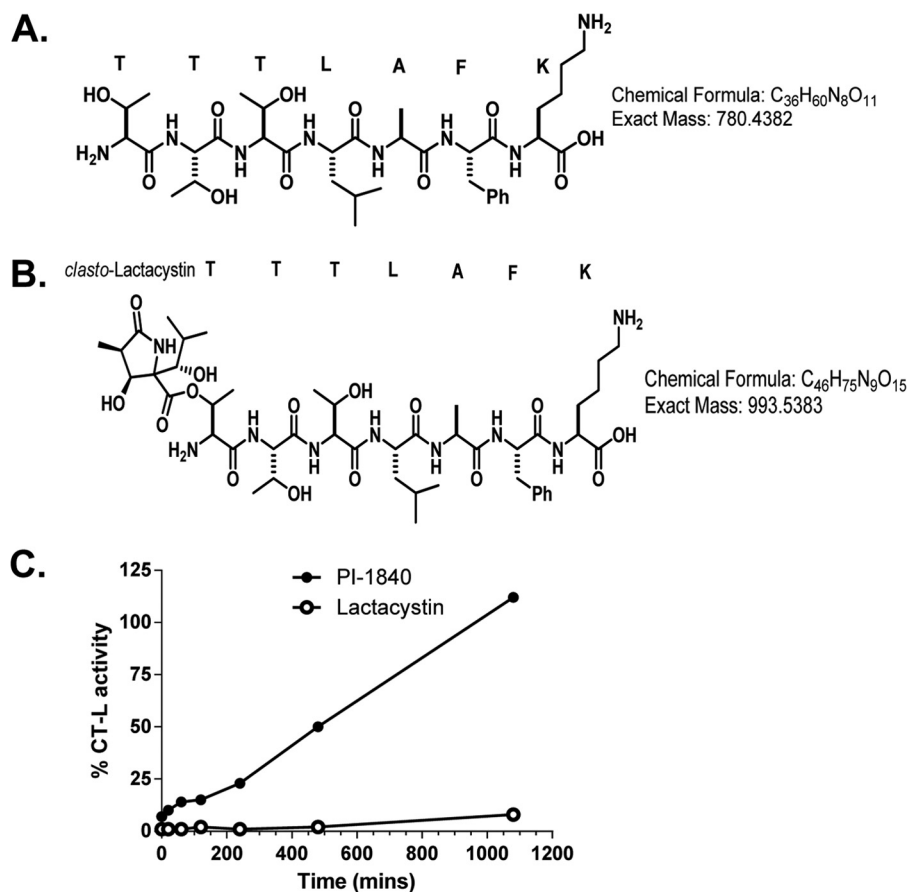 A.
T T T L A F K
NH₂
HO OH
H O H O H O
N N N OH
H₂N O N O N O N O
H H H
OH Ph
Chemical Formula: C₃₆H₆₀N₈O₁₁
Exact Mass: 780.4382
B.
clasto-Lactacystin T T T L A F K
O
NH
OH
HO O O
NH₂
OH
H O H O H O
N N N OH
H₂N O N O N O N O
H H H
OH Ph
Chemical Formula: C₄₆H₇₅N₉O₁₅
Exact Mass: 993.5383
C.
PI-1840
Lactacystin
% CT-L activity
125
100
75
50
25
0
0 200 400 600 800 1000 1200
Time (mins)